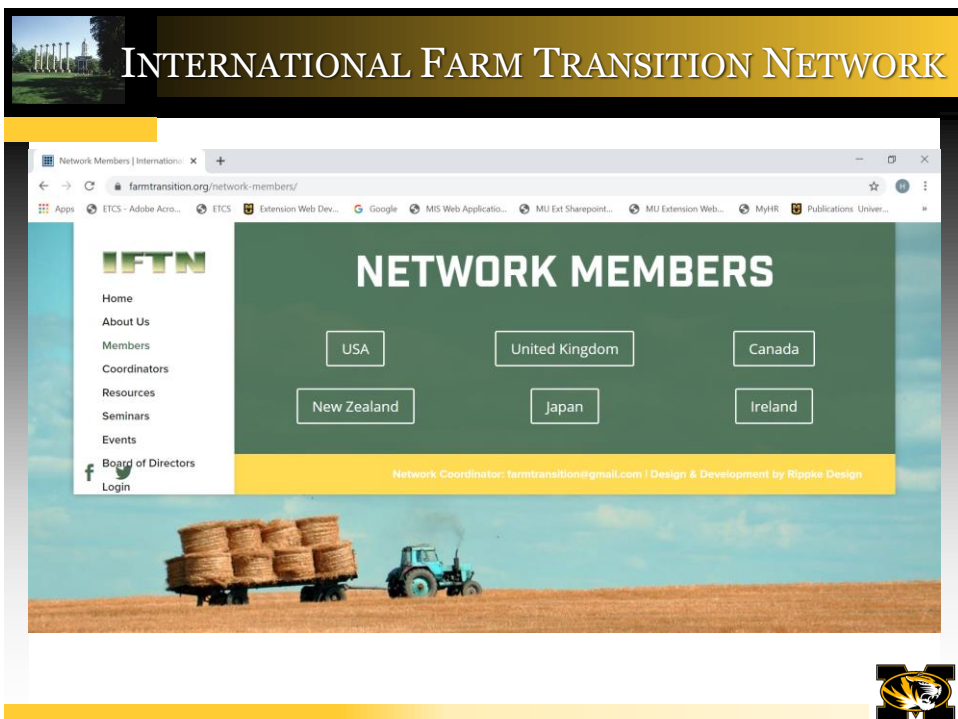 INTERNATIONAL FARM TRANSITION NETWORK
Network Members | International
farmtransition.org/network-members/
H
Apps ETCS - Adobe Acro... ETCS Extension Web Dev... Google MIS Web Applicatio... MU Ext Sharepoint... MU Extension Web... MyHR Publications Univer... »
IFTN
Home
About Us
Members
Coordinators
Resources
Seminars
Events
Board of Directors
Login
NETWORK MEMBERS
USA United Kingdom Canada
New Zealand Japan Ireland
Network Coordinator: farmtransition@gmail.com | Design & Development by Rippke Design